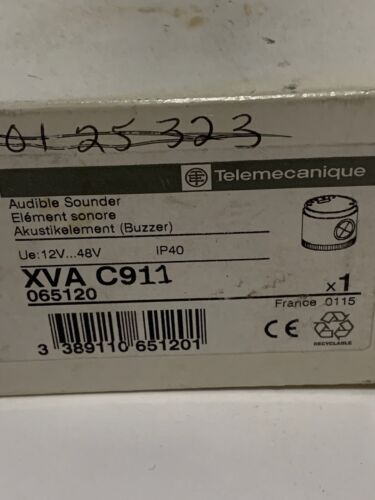 0125323
Telemecanique
Audible Sounder
Elément sonore
Akustikelement (Buzzer)
Ue:12V...48V IP40
XVA C911
065120
x1
France 0115
3 389110 651201
CE
RECYCLABLE